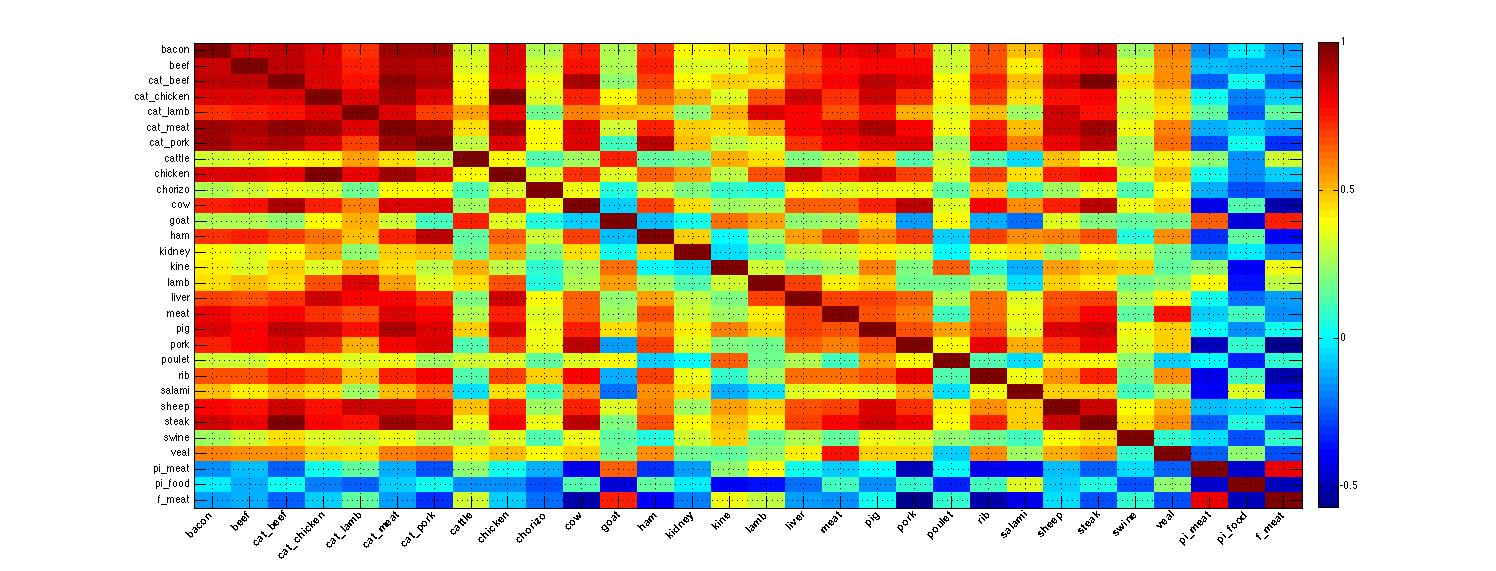 bacon
beef
cat_beef
cat_chicken
cat_lamb
cat_meat
cat_pork
cattle
chicken
chorizo
cow
goat
ham
kidney
kine
lamb
liver
meat
pig
pork
poulet
rib
salami
sheep
steak
swine
veal
pi_meat
pi_food
f_meat
bacon beef cat_beef cat_chicken cat_lamb cat_meat cat_pork cattle chicken chorizo cow goat ham kidney kine lamb liver meat pig pork poulet rib salami sheep steak swine veal pi_meat pi_food f_meat
1
0.5
0
-0.5